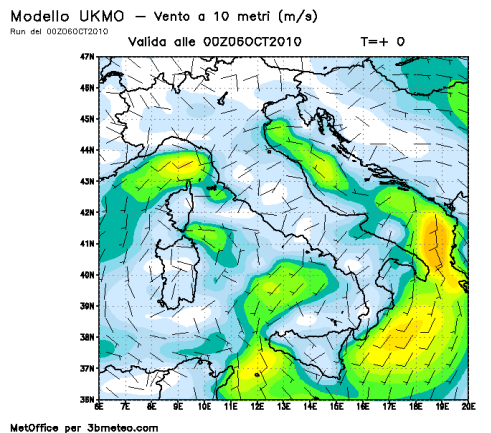 Modello UKMO – Vento a 10 metri (m/s)
Run del 00Z06OCT2010
Valida alle 00Z06OCT2010 T=+ 0
47N
46N
45N
44N
43N
42N
41N
40N
39N
38N
37N
36N
6E 7E 8E 9E 10E 11E 12E 13E 14E 15E 16E 17E 18E 19E 20E
MetOffice per 3bmeteo.com